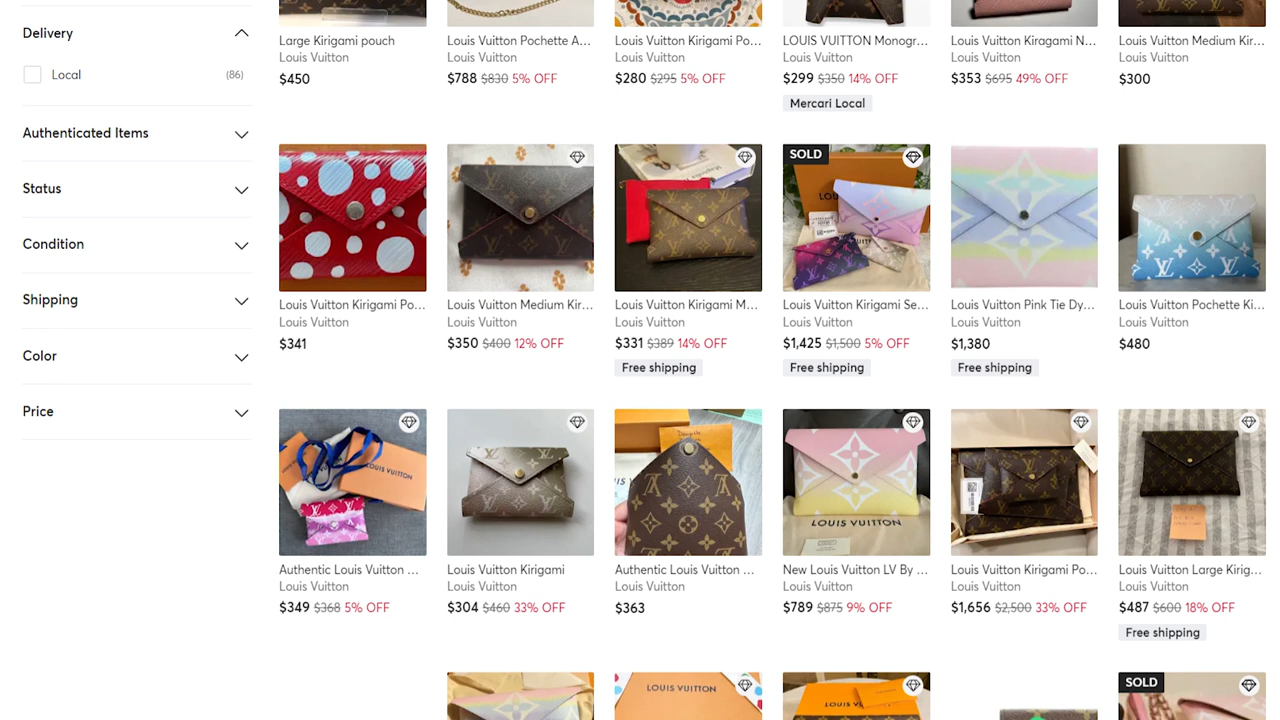 Delivery
Local
(86)
Authenticated Items
Status
Condition
Shipping
Color
Price
Large Kirigami pouch
Louis Vuitton
$450
Louis Vuitton Pochette A...
Louis Vuitton
$788 $830 5% OFF
Louis Vuitton Kirigami Po...
Louis Vuitton
$280 $295 5% OFF
LOUIS VUITTON Monogr...
Louis Vuitton
$299 $350 14% OFF
Mercari Local
Louis Vuitton Kiragami N...
Louis Vuitton
$353 $695 49% OFF
Louis Vuitton Medium Kir...
Louis Vuitton
$300
Louis Vuitton Kirigami Po...
Louis Vuitton
$341
Louis Vuitton Medium Kir...
Louis Vuitton
$350 $400 12% OFF
Louis Vuitton Kirigami M...
Louis Vuitton
$331 $389 14% OFF
Free shipping
SOLD
Louis Vuitton Kirigami Se...
Louis Vuitton
$1,425 $1,500 5% OFF
Free shipping
Louis Vuitton Pink Tie Dy...
Louis Vuitton
$1,380
Free shipping
Louis Vuitton Pochette Ki...
Louis Vuitton
$480
LOUIS VUITTON
Authentic Louis Vuitton ...
Louis Vuitton
$349 $368 5% OFF
Louis Vuitton Kirigami
Louis Vuitton
$304 $460 33% OFF
Authentic Louis Vuitton ...
Louis Vuitton
$363
LOUIS VUITTON
New Louis Vuitton LV By ...
Louis Vuitton
$789 $875 9% OFF
Louis Vuitton Kirigami Po...
Louis Vuitton
$1,656 $2,500 33% OFF
Louis Vuitton Large Kirig...
Louis Vuitton
$487 $600 18% OFF
Free shipping
LOUIS VUITTON
SOLD